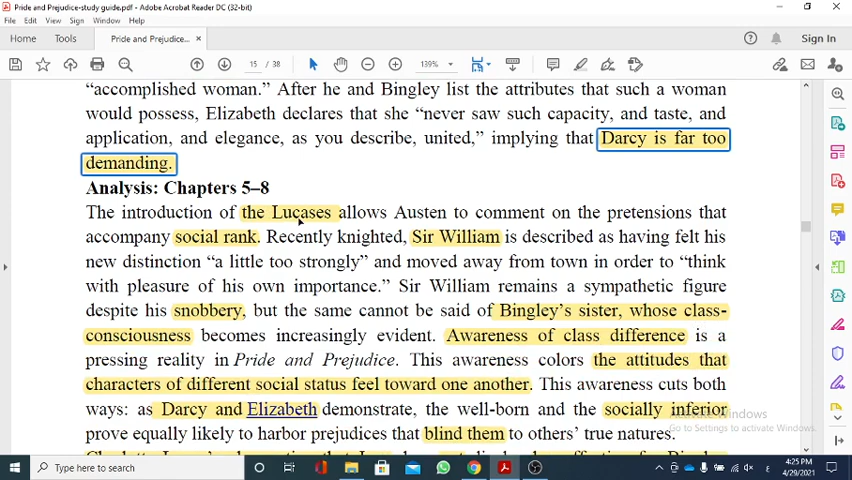 Pride and Prejudice-study guide.pdf - Adobe Acrobat Reader DC (32-bit)
File Edit View Sign Window Help
Home Tools Pride and Prejudice... × Sign In
15 / 38 139%
“accomplished woman.” After he and Bingley list the attributes that such a woman
would possess, Elizabeth declares that she “never saw such capacity, and taste, and
application, and elegance, as you describe, united,” implying that Darcy is far too
demanding.
Analysis: Chapters 5–8
The introduction of the Lucases allows Austen to comment on the pretensions that
accompany social rank. Recently knighted, Sir William is described as having felt his
new distinction “a little too strongly” and moved away from town in order to “think
with pleasure of his own importance.” Sir William remains a sympathetic figure
despite his snobbery, but the same cannot be said of Bingley’s sister, whose class-
consciousness becomes increasingly evident. Awareness of class difference is a
pressing reality in Pride and Prejudice. This awareness colors the attitudes that
characters of different social status feel toward one another. This awareness cuts both
ways: as Darcy and Elizabeth demonstrate, the well-born and the socially inferior
prove equally likely to harbor prejudices that blind them to others’ true natures.
Activate Windows
Go to Settings to activate Windows.
Type here to search
4:25 PM
4/29/2021